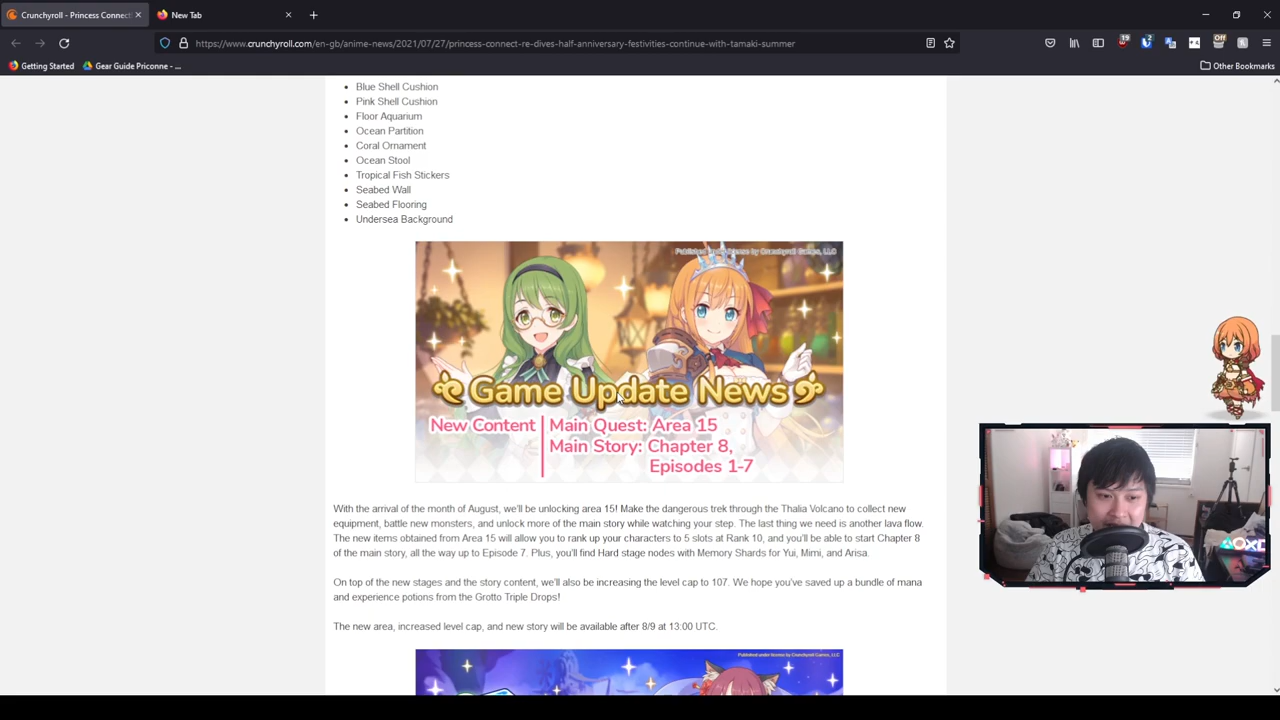 Crunchyroll - Princess Connect!
New Tab
https://www.crunchyroll.com/en-gb/anime-news/2021/07/27/princess-connect-re-dives-half-anniversary-festivities-continue-with-tamaki-summer
19
2
Off
Getting Started
Gear Guide Priconne - ...
Other Bookmarks
Blue Shell Cushion
Pink Shell Cushion
Floor Aquarium
Ocean Partition
Coral Ornament
Ocean Stool
Tropical Fish Stickers
Seabed Wall
Seabed Flooring
Undersea Background
Published under license by Crunchyroll Games, LLC
Game Update News
New Content
Main Quest: Area 15
Main Story: Chapter 8,
Episodes 1-7
With the arrival of the month of August, we'll be unlocking area 15! Make the dangerous trek through the Thalia Volcano to collect new
equipment, battle new monsters, and unlock more of the main story while watching your step. The last thing we need is another lava flow.
The new items obtained from Area 15 will allow you to rank up your characters to 5 slots at Rank 10, and you'll be able to start Chapter 8
of the main story, all the way up to Episode 7. Plus, you'll find Hard stage nodes with Memory Shards for Yui, Mimi, and Arisa.
On top of the new stages and the story content, we'll also be increasing the level cap to 107. We hope you've saved up a bundle of mana
and experience potions from the Grotto Triple Drops!
The new area, increased level cap, and new story will be available after 8/9 at 13:00 UTC.
Published under license by Crunchyroll Games, LLC